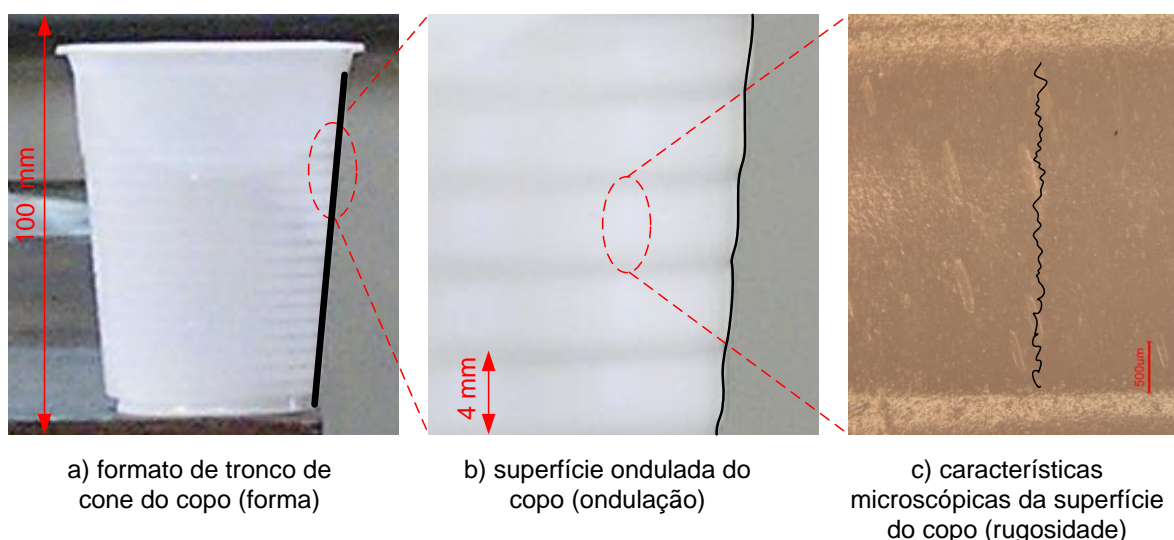 100 mm
4 mm
500um
a) formato de tronco de
cone do copo (forma)
b) superfície ondulada do
copo (ondulação)
c) características
microscópicas da superfície
do copo (rugosidade)